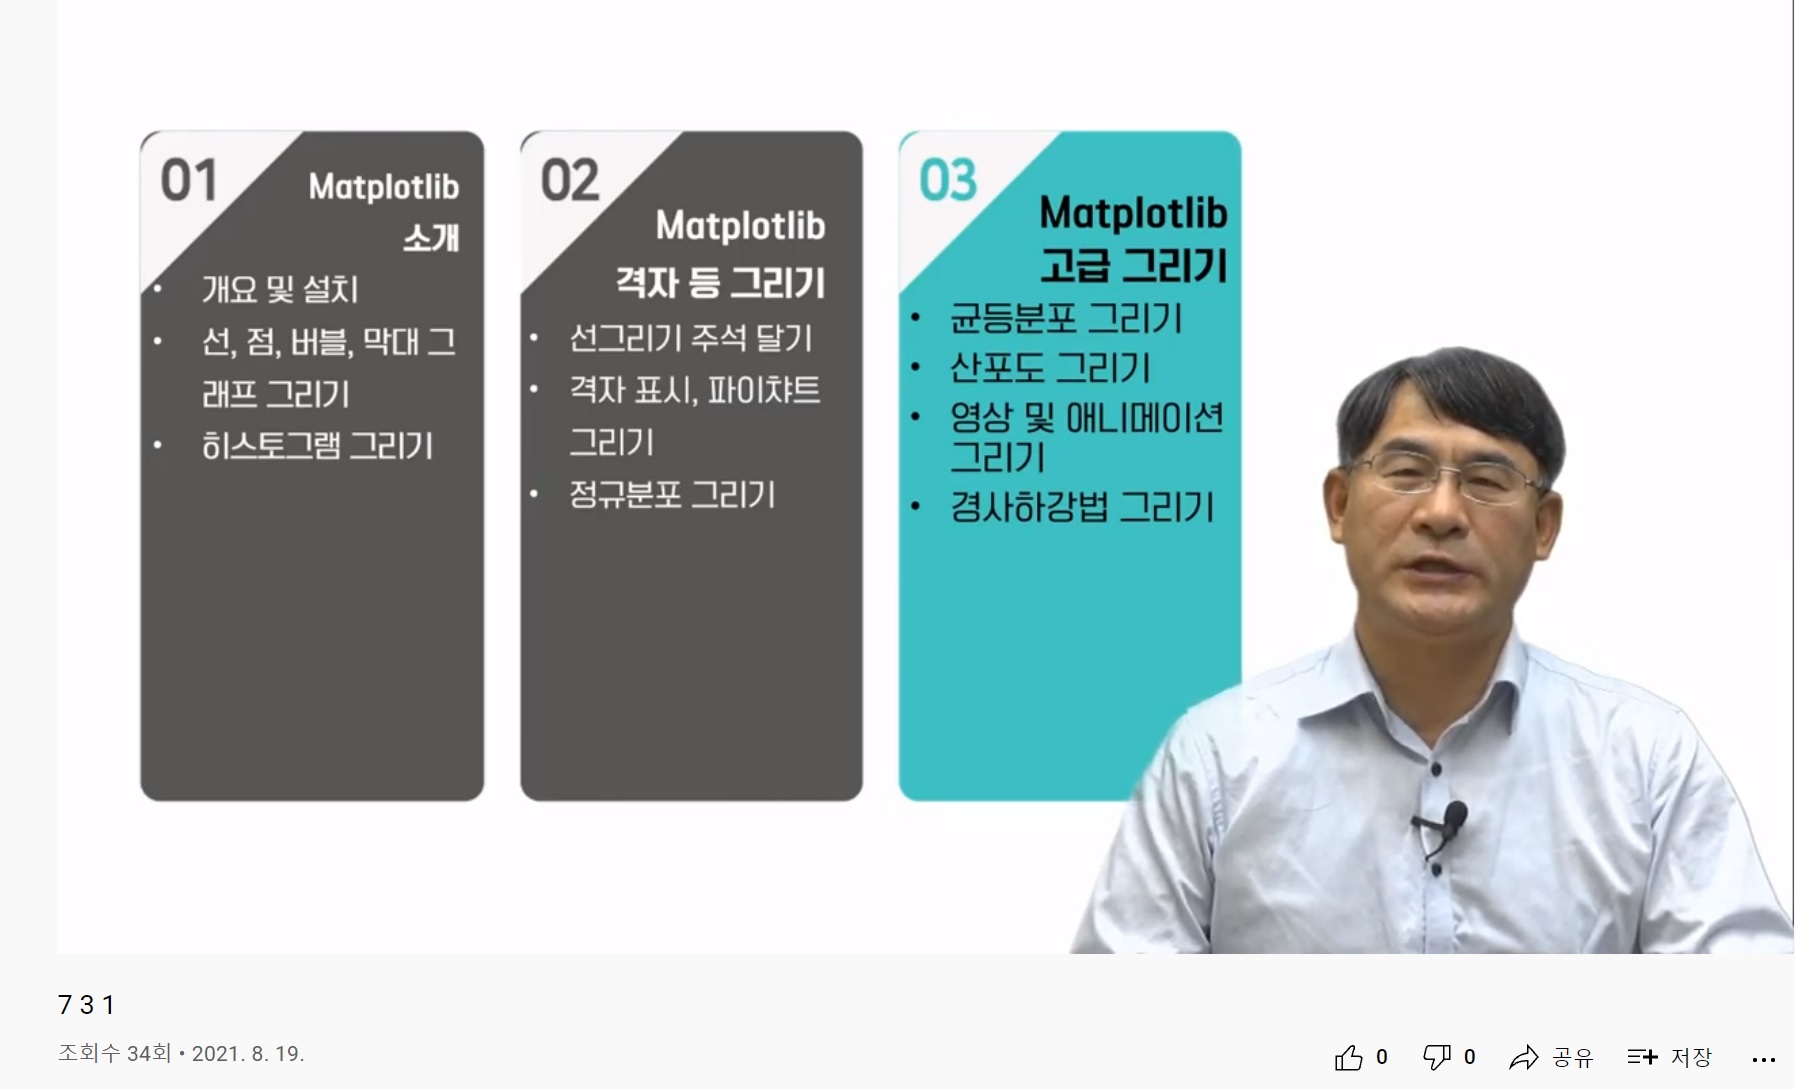 01
Matplotlib
소개
• 개요 및 설치
• 선, 점, 버블, 막대 그
래프 그리기
• 히스토그램 그리기
02
Matplotlib
격자 등 그리기
• 선그리기 주석 달기
• 격자 표시, 파이챠트
그리기
• 정규분포 그리기
03
Matplotlib
고급 그리기
• 균등분포 그리기
• 산포도 그리기
• 영상 및 애니메이션
그리기
• 경사하강법 그리기
7 3 1
조회수 34회 • 2021. 8. 19.
0 0 공유 저장